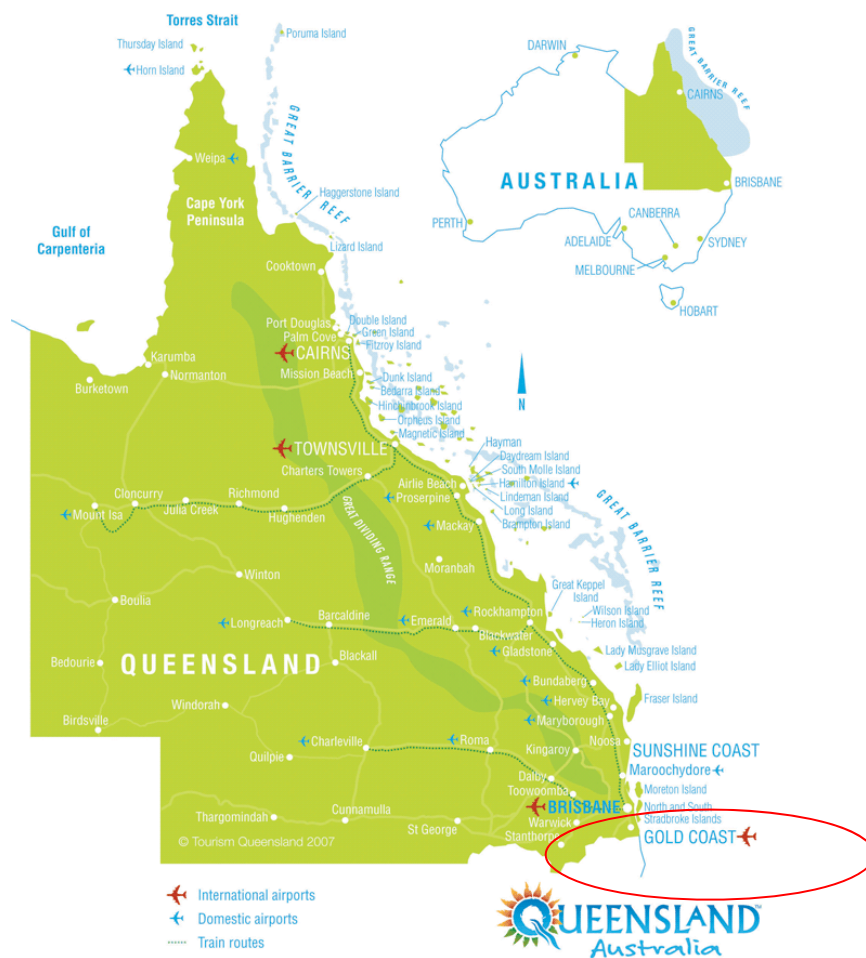 Torres Strait
Thursday Island
Poruma Island
Horn Island
DARWIN
GREAT BARRIER REEF
CAIRNS
GREAT BARRIER REEF
Weipa
AUSTRALIA
BRISBANE
Haggerstone Island
Cape York
Peninsula
CANBERRA
PERTH
Gulf of
Carpenteria
ADELAIDE
SYDNEY
Lizard Island
MELBOURNE
Cooktown
HOBART
Double Island
Port Douglas
Green Island
Palm Cove
Fitzroy Island
CAIRNS
Karumba
Mission Beach
Normanton
Dunk Island
Burketown
Bedarra Island
N
Hinchinbrook Island
Orpheus Island
Magnetic Island
Hayman
TOWNSVILLE
Daydream Island
Charters Towers
South Molle Island
Airlie Beach
Hamilton Island
Cloncurry
Richmond
Proserpine
Lindeman Island
Julia Creek
Long Island
Mount Isa
Hughenden
Mackay
Brampton Island
GREAT BARRIER REEF
GREAT DIVIDING RANGE
Moranbah
Winton
Great Keppel
Island
Boulia
Barcaldine
Rockhampton
Wilson Island
Longreach
Emerald
Heron Island
Blackwater
Gladstone
Lady Musgrave Island
Bedourie
QUEENSLAND
Blackall
Lady Elliot Island
Bundaberg
Windorah
Hervey Bay
Fraser Island
Birdsville
Maryborough
Charleville
Roma
Noosa
SUNSHINE COAST
Quilpie
Kingaroy
Maroochydore
Dalby
Toowoomba
Moreton Island
BRISBANE
North and South
Stradbroke Islands
Thargomindah
Cunnamulla
St George
Warwick
Stanthorpe
GOLD COAST
© Tourism Queensland 2007
International airports
Domestic airports
Train routes
QUEENSLAND™
Australia